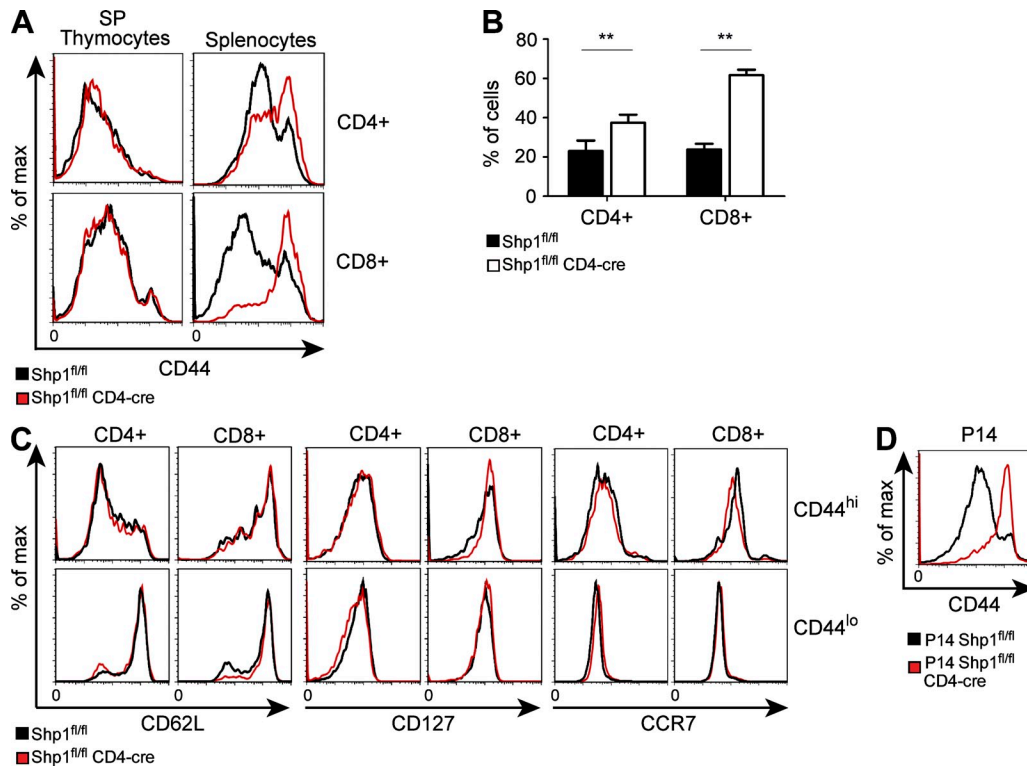 A
SP
Thymocytes
Splenocytes
CD4+
CD8+
% of max
0
0
CD44
Shp1fl/fl
Shp1fl/fl CD4-cre
B
**
**
80
60
40
20
0
% of cells
CD4+
CD8+
Shp1fl/fl
Shp1fl/fl CD4-cre
C
CD4+
CD8+
CD4+
CD8+
CD4+
CD8+
CD44hi
CD44lo
% of max
0
0
0
0
0
0
CD62L
CD127
CCR7
Shp1fl/fl
Shp1fl/fl CD4-cre
D
P14
% of max
0
CD44
P14 Shp1fl/fl
P14 Shp1fl/fl
CD4-cre